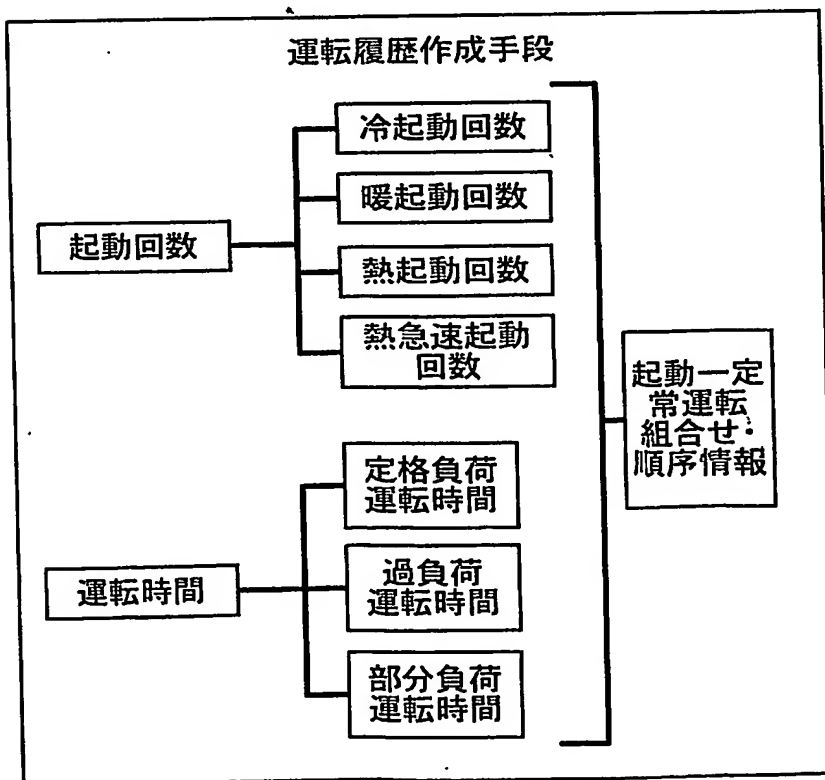 運転履歴作成手段
冷起動回数
暖起動回数
起動回数
熱起動回数
熱急速起動
回数
起動一定
常運転
組合せ・
順序情報
定格負荷
運転時間
運転時間
過負荷
運転時間
部分負荷
運転時間